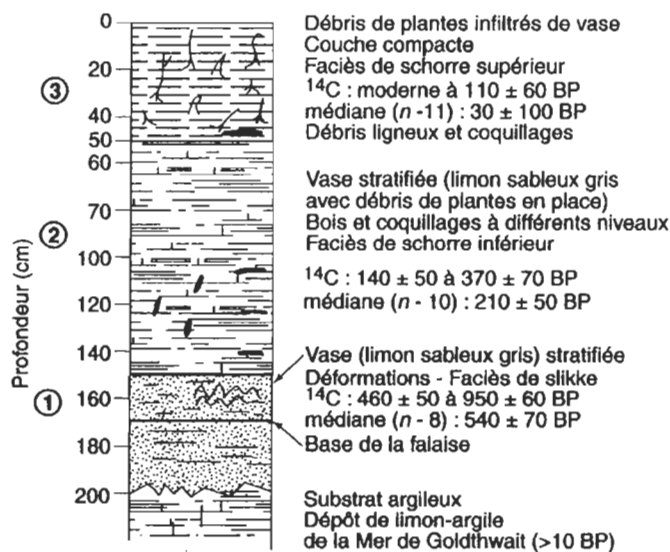 Profondeur (cm)
0
20
40
50
60
70
100
120
140
160
180
200
③
②
①
Débris de plantes infiltrés de vase
Couche compacte
Faciès de schorre supérieur
¹⁴C : moderne à 110 ± 60 BP
médiane (n -11) : 30 ± 100 BP
Débris ligneux et coquillages
Vase stratifiée (limon sableux gris
avec débris de plantes en place)
Bois et coquillages à différents niveaux
Faciès de schorre inférieur
¹⁴C : 140 ± 50 à 370 ± 70 BP
médiane (n - 10) : 210 ± 50 BP
Vase (limon sableux gris) stratifiée
Déformations - Faciès de slikke
¹⁴C : 460 ± 50 à 950 ± 60 BP
médiane (n - 8) : 540 ± 70 BP
Base de la falaise
Substrat argileux
Dépôt de limon-argile
de la Mer de Goldthwait (>10 BP)